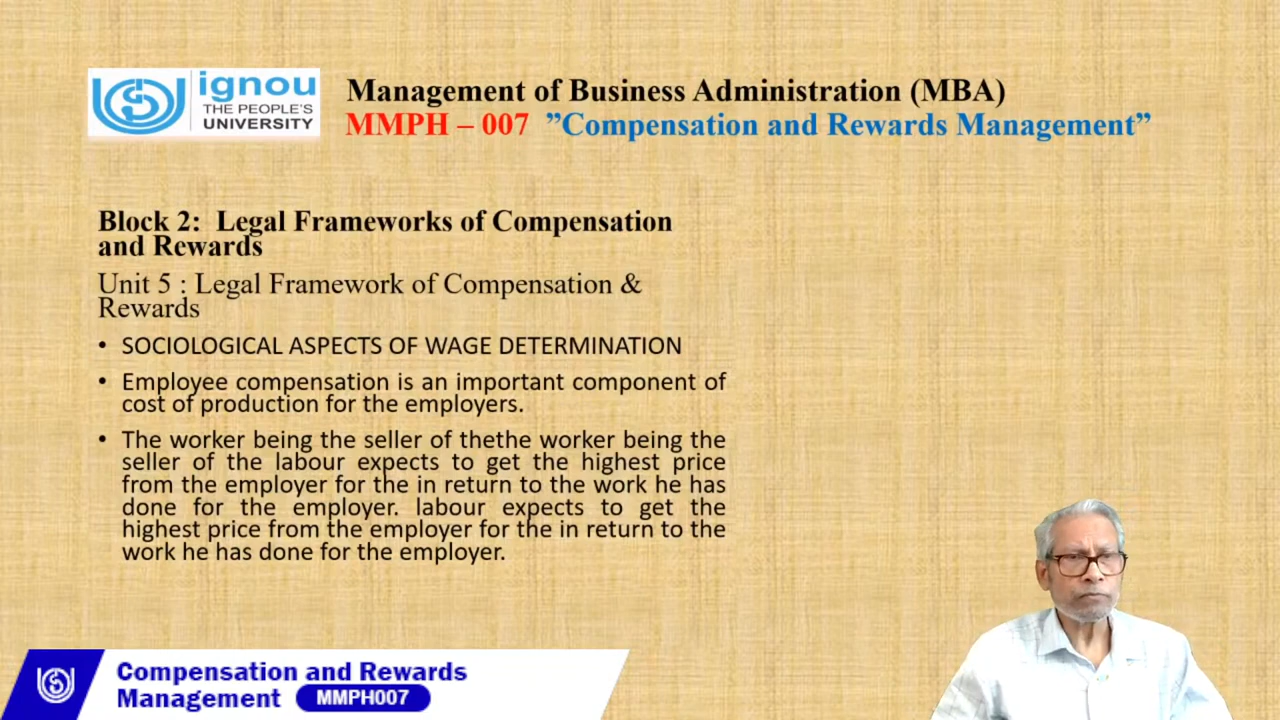 ignou
THE PEOPLE'S
UNIVERSITY
Management of Business Administration (MBA)
MMPH – 007 ”Compensation and Rewards Management”
Block 2: Legal Frameworks of Compensation
and Rewards
Unit 5 : Legal Framework of Compensation &
Rewards
• SOCIOLOGICAL ASPECTS OF WAGE DETERMINATION
• Employee compensation is an important component of
cost of production for the employers.
• The worker being the seller of thethe worker being the
seller of the labour expects to get the highest price
from the employer for the in return to the work he has
done for the employer. labour expects to get the
highest price from the employer for the in return to the
work he has done for the employer.
Compensation and Rewards
Management MMPH007